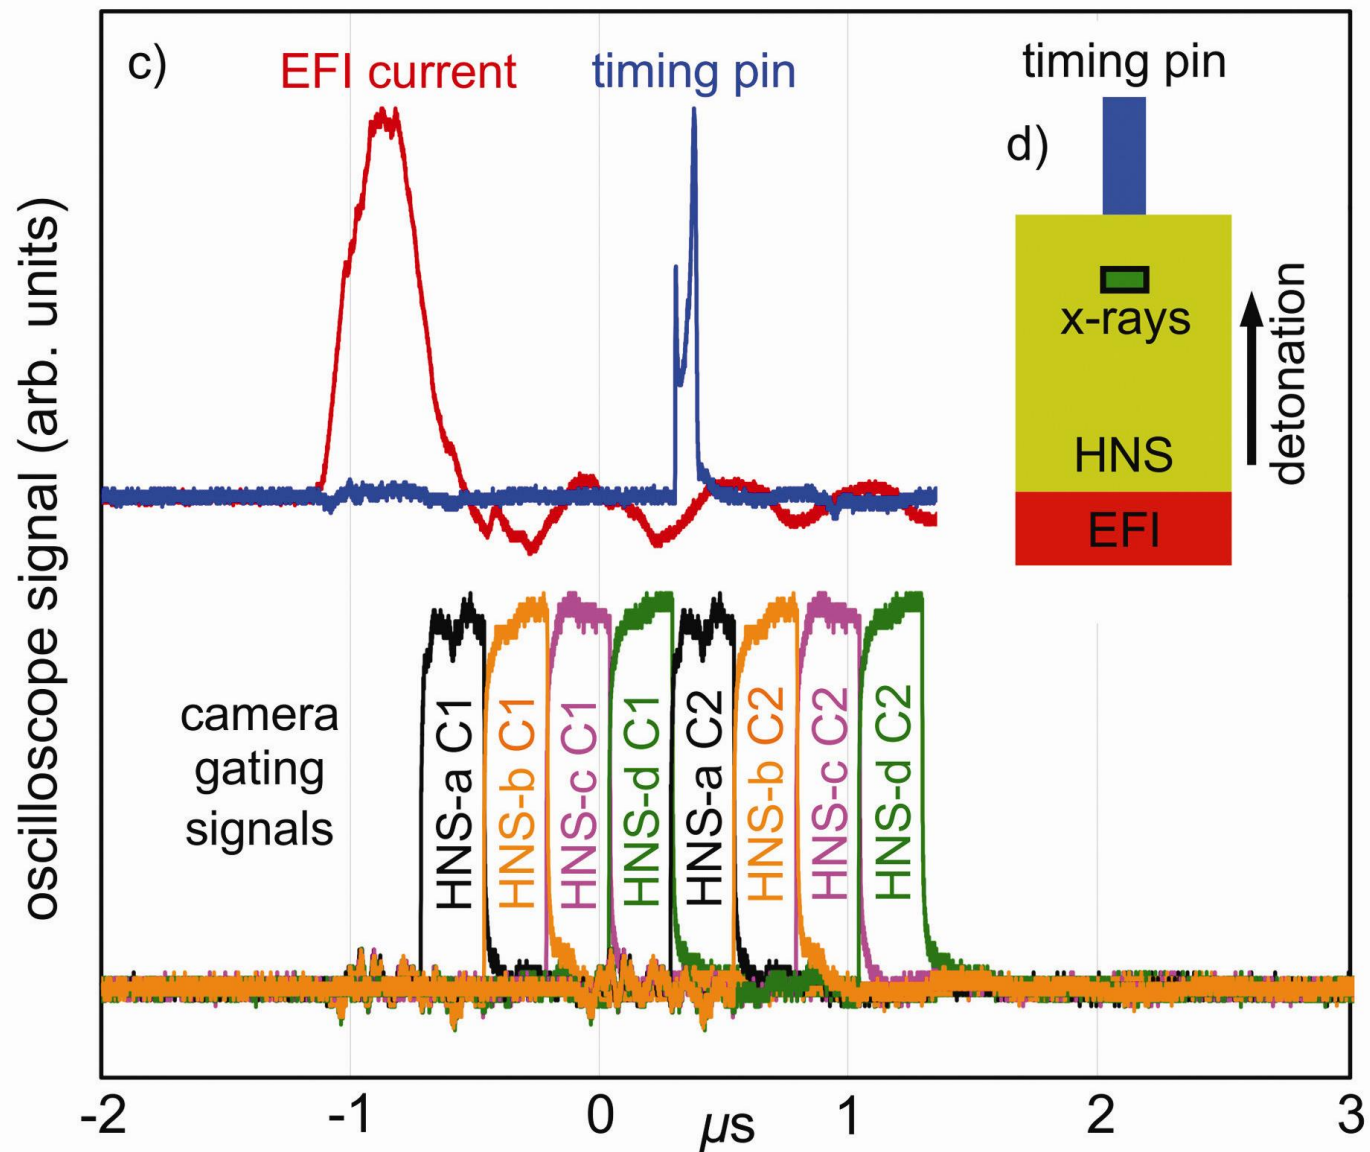 c)
EFI current
timing pin
timing pin
d)
x-rays
HNS
EFI
detonation
oscilloscope signal (arb. units)
camera
gating
signals
HNS-a C1
HNS-b C1
HNS-c C1
HNS-d C1
HNS-a C2
HNS-b C2
HNS-c C2
HNS-d C2
-2
-1
0
µs
1
2
3